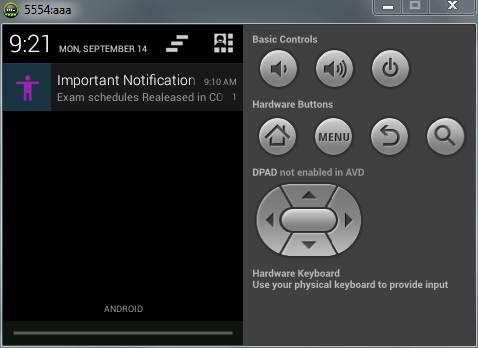 5554:aaa
9:21 MON, SEPTEMBER 14
Important Notification 9:10 AM
Exam schedules Realeased in CO 1
ANDROID
Basic Controls
Hardware Buttons
MENU
DPAD not enabled in AVD
Hardware Keyboard
Use your physical keyboard to provide input